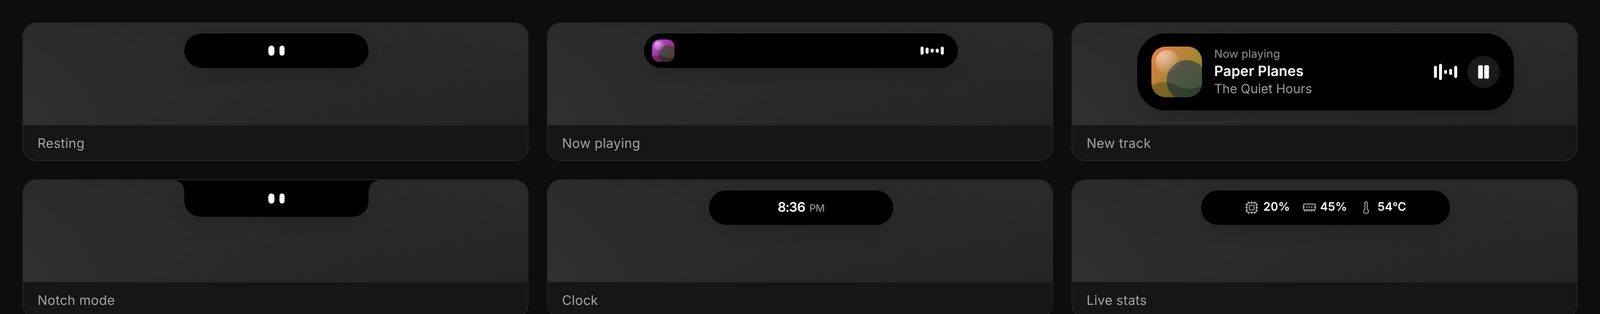 Now playing
Paper Planes
The Quiet Hours
Resting
Now playing
New track
8:36 PM
20% 45% 54°C
Notch mode
Clock
Live stats